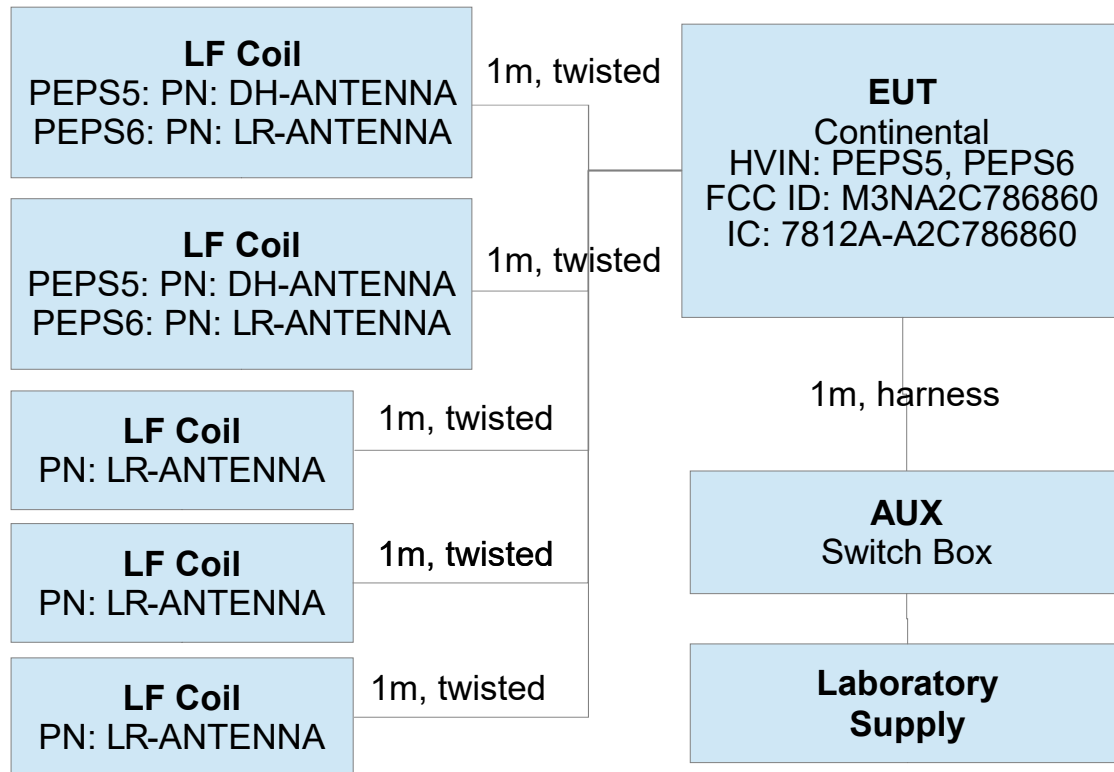 LF Coil
PEPS5: PN: DH-ANTENNA
PEPS6: PN: LR-ANTENNA
1m, twisted
EUT
Continental
HVIN: PEPS5, PEPS6
FCC ID: M3NA2C786860
IC: 7812A-A2C786860
LF Coil
PEPS5: PN: DH-ANTENNA
PEPS6: PN: LR-ANTENNA
1m, twisted
1m, harness
LF Coil
PN: LR-ANTENNA
1m, twisted
AUX
Switch Box
LF Coil
PN: LR-ANTENNA
1m, twisted
LF Coil
PN: LR-ANTENNA
1m, twisted
Laboratory
Supply